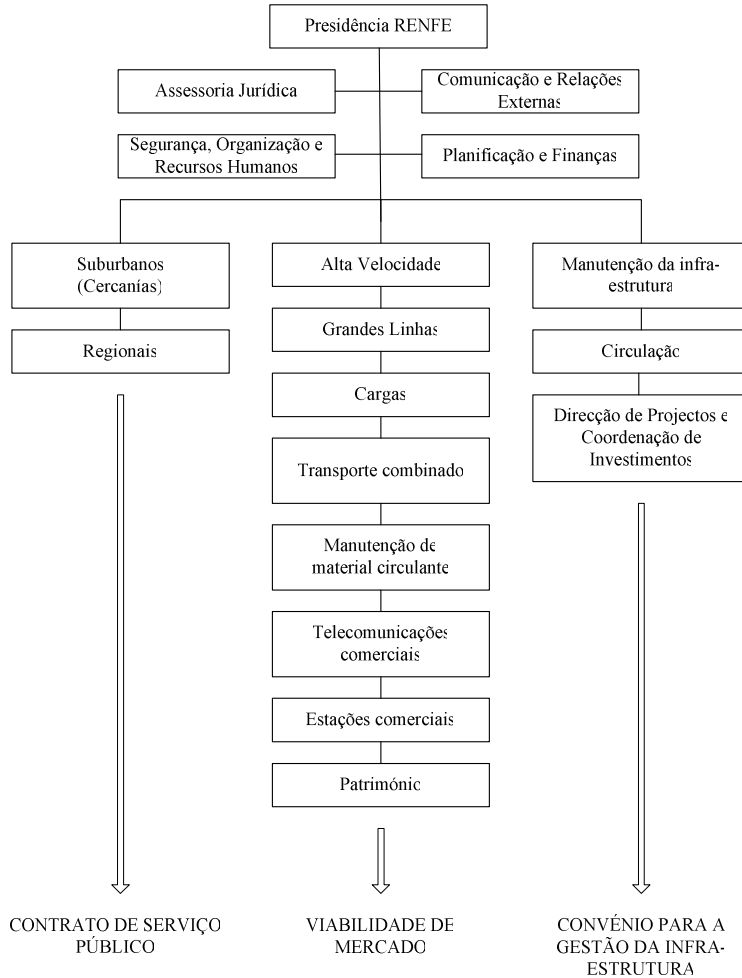 Presidência RENFE
Assessoria Jurídica
Comunicação e Relações
Externas
Segurança, Organização e
Recursos Humanos
Planificação e Finanças
Suburbanos
(Cercanías)
Regionais
Alta Velocidade
Grandes Linhas
Cargas
Transporte combinado
Manutenção de
material circulante
Telecomunicações
comerciais
Estações comerciais
Património
Manutenção da infra-
estrutura
Circulação
Direcção de Projectos e
Coordenação de
Investimentos
CONTRATO DE SERVIÇO
PÚBLICO
VIABILIDADE DE
MERCADO
CONVÉNIO PARA A
GESTÃO DA INFRA-
ESTRUTURA